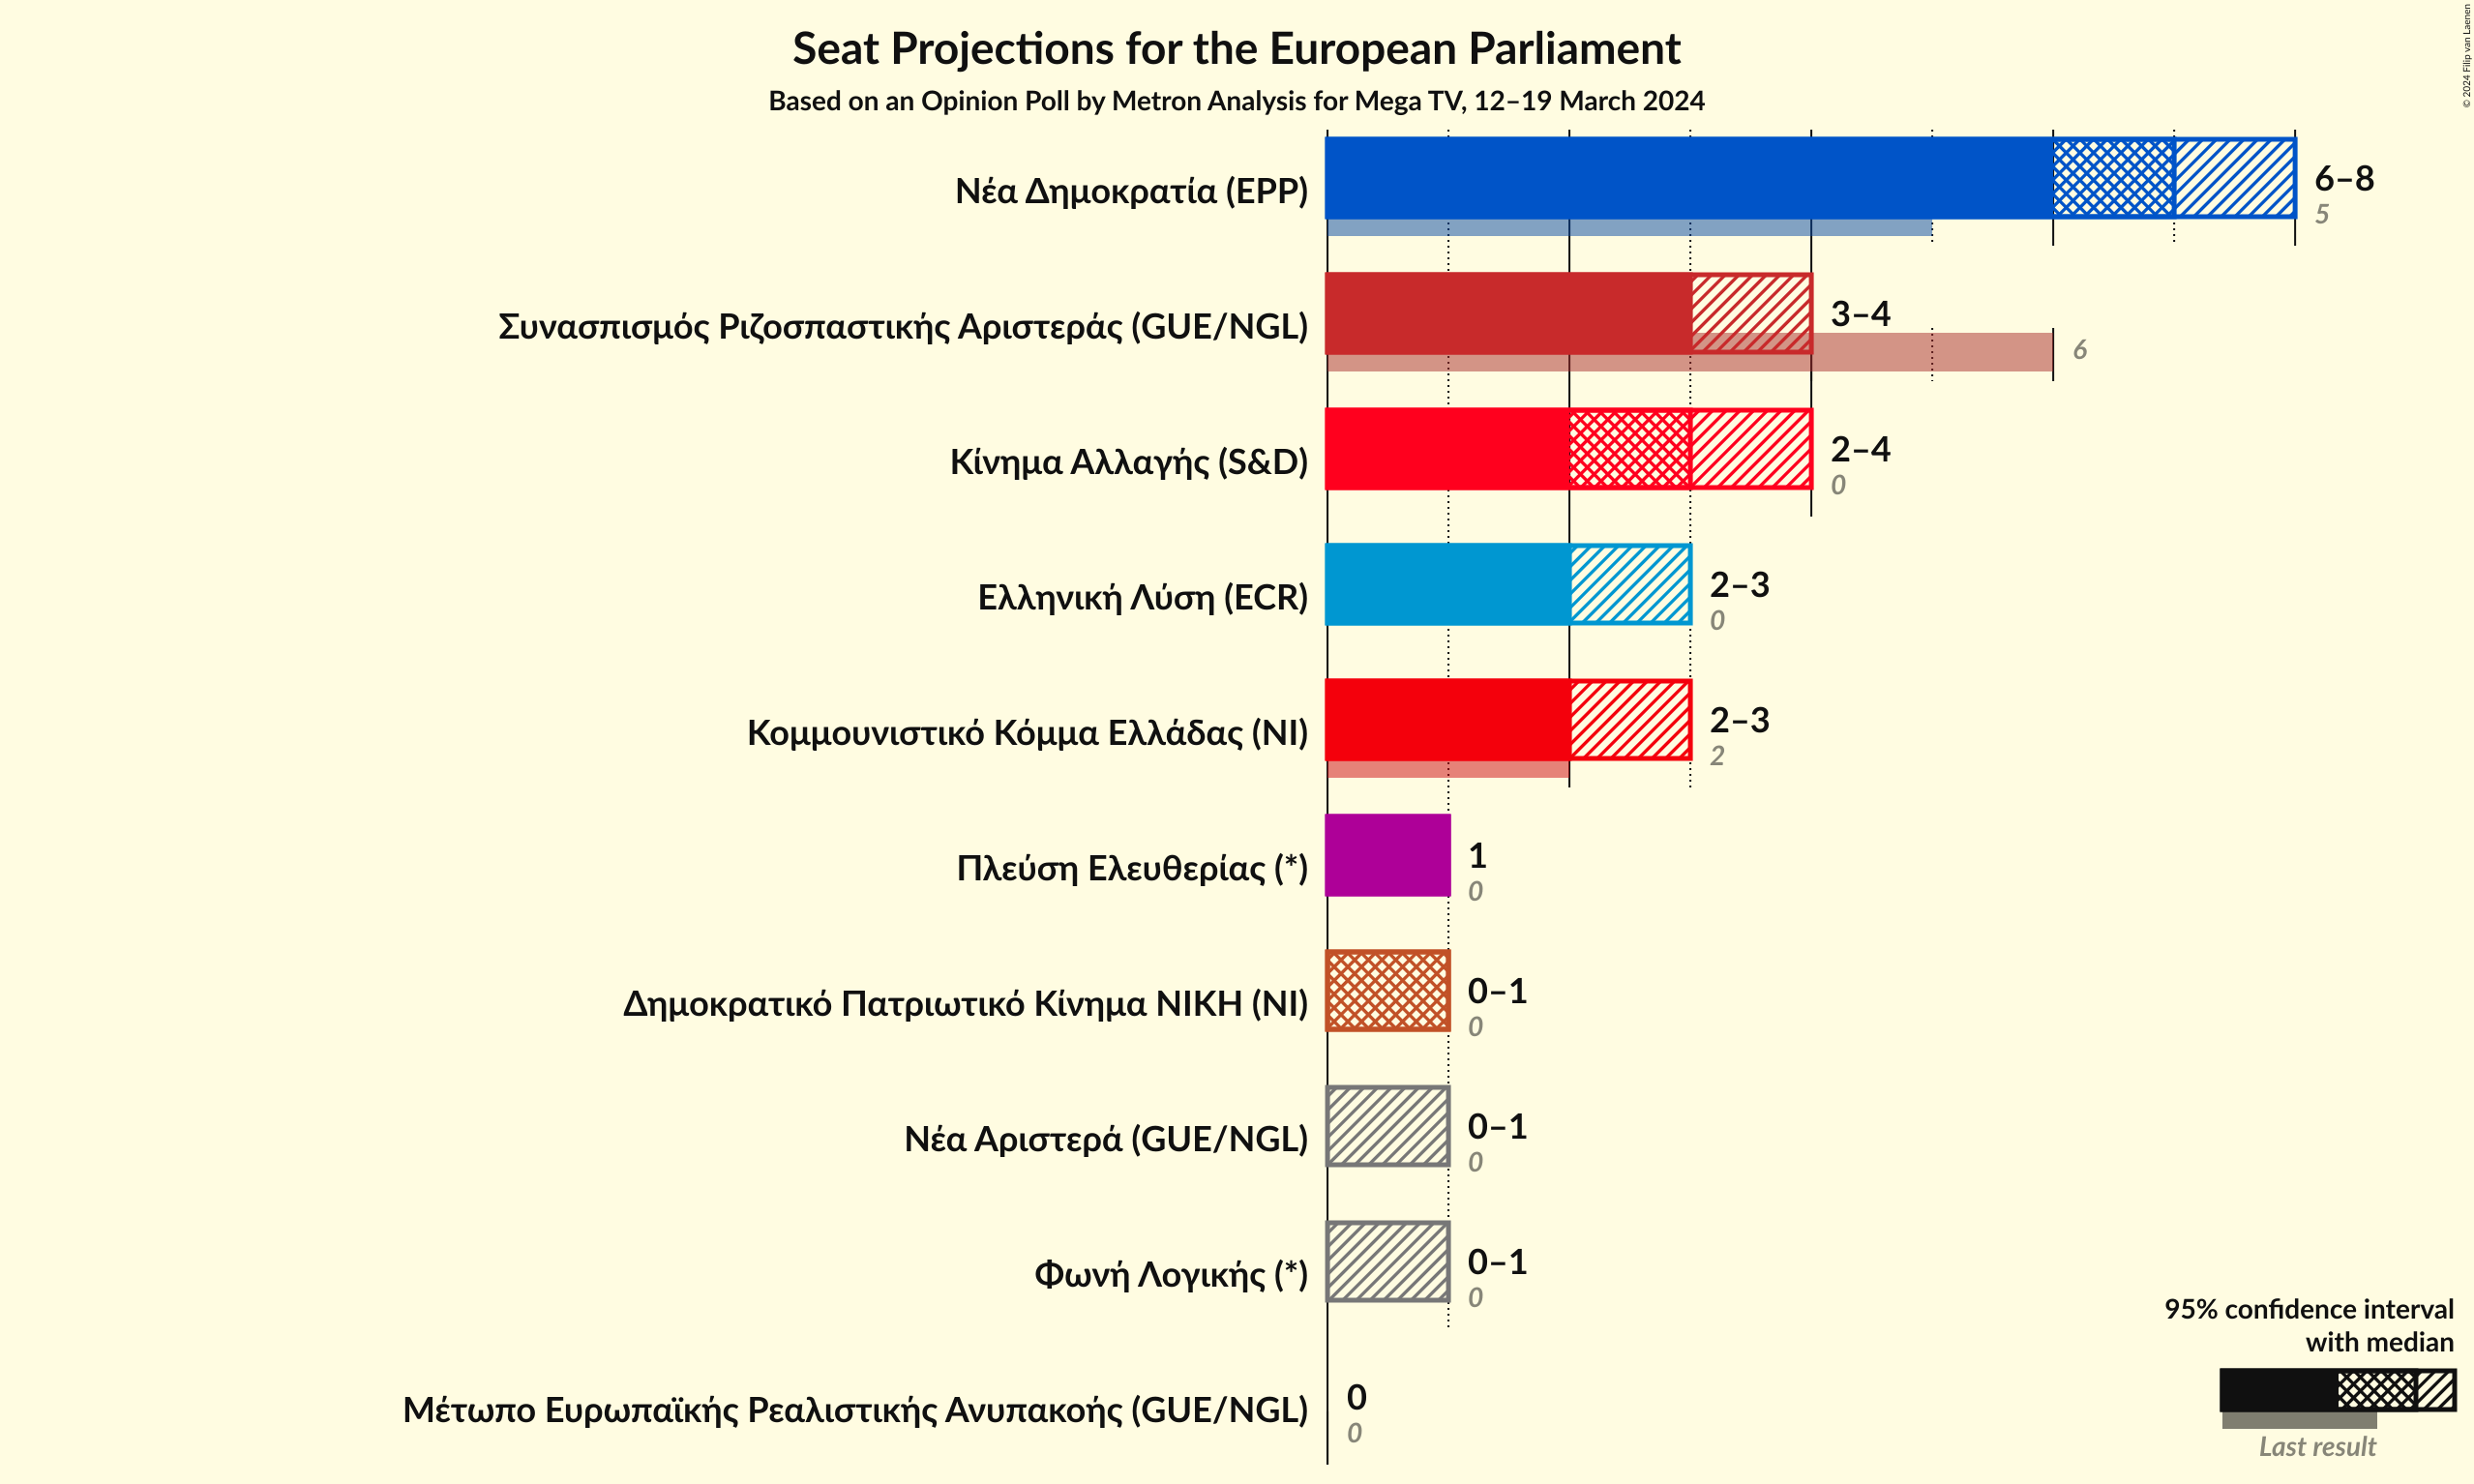 Seat Projections for the European Parliament
Based on an Opinion Poll by Metron Analysis for Mega TV, 12–19 March 2024
© 2024 Filip van Laenen
Νέα Δημοκρατία (EPP)
6–8
5
Συνασπισμός Ριζοσπαστικής Αριστεράς (GUE/NGL)
3–4
6
Κίνημα Αλλαγής (S&D)
2–4
0
Ελληνική Λύση (ECR)
2–3
0
Κομμουνιστικό Κόμμα Ελλάδας (NI)
2–3
2
Πλεύση Ελευθερίας (*)
1
0
Δημοκρατικό Πατριωτικό Κίνημα ΝΙΚΗ (NI)
0–1
0
Νέα Αριστερά (GUE/NGL)
0–1
0
Φωνή Λογικής (*)
0–1
0
Μέτωπο Ευρωπαϊκής Ρεαλιστικής Ανυπακοής (GUE/NGL)
0
0
95% confidence interval
with median
Last result